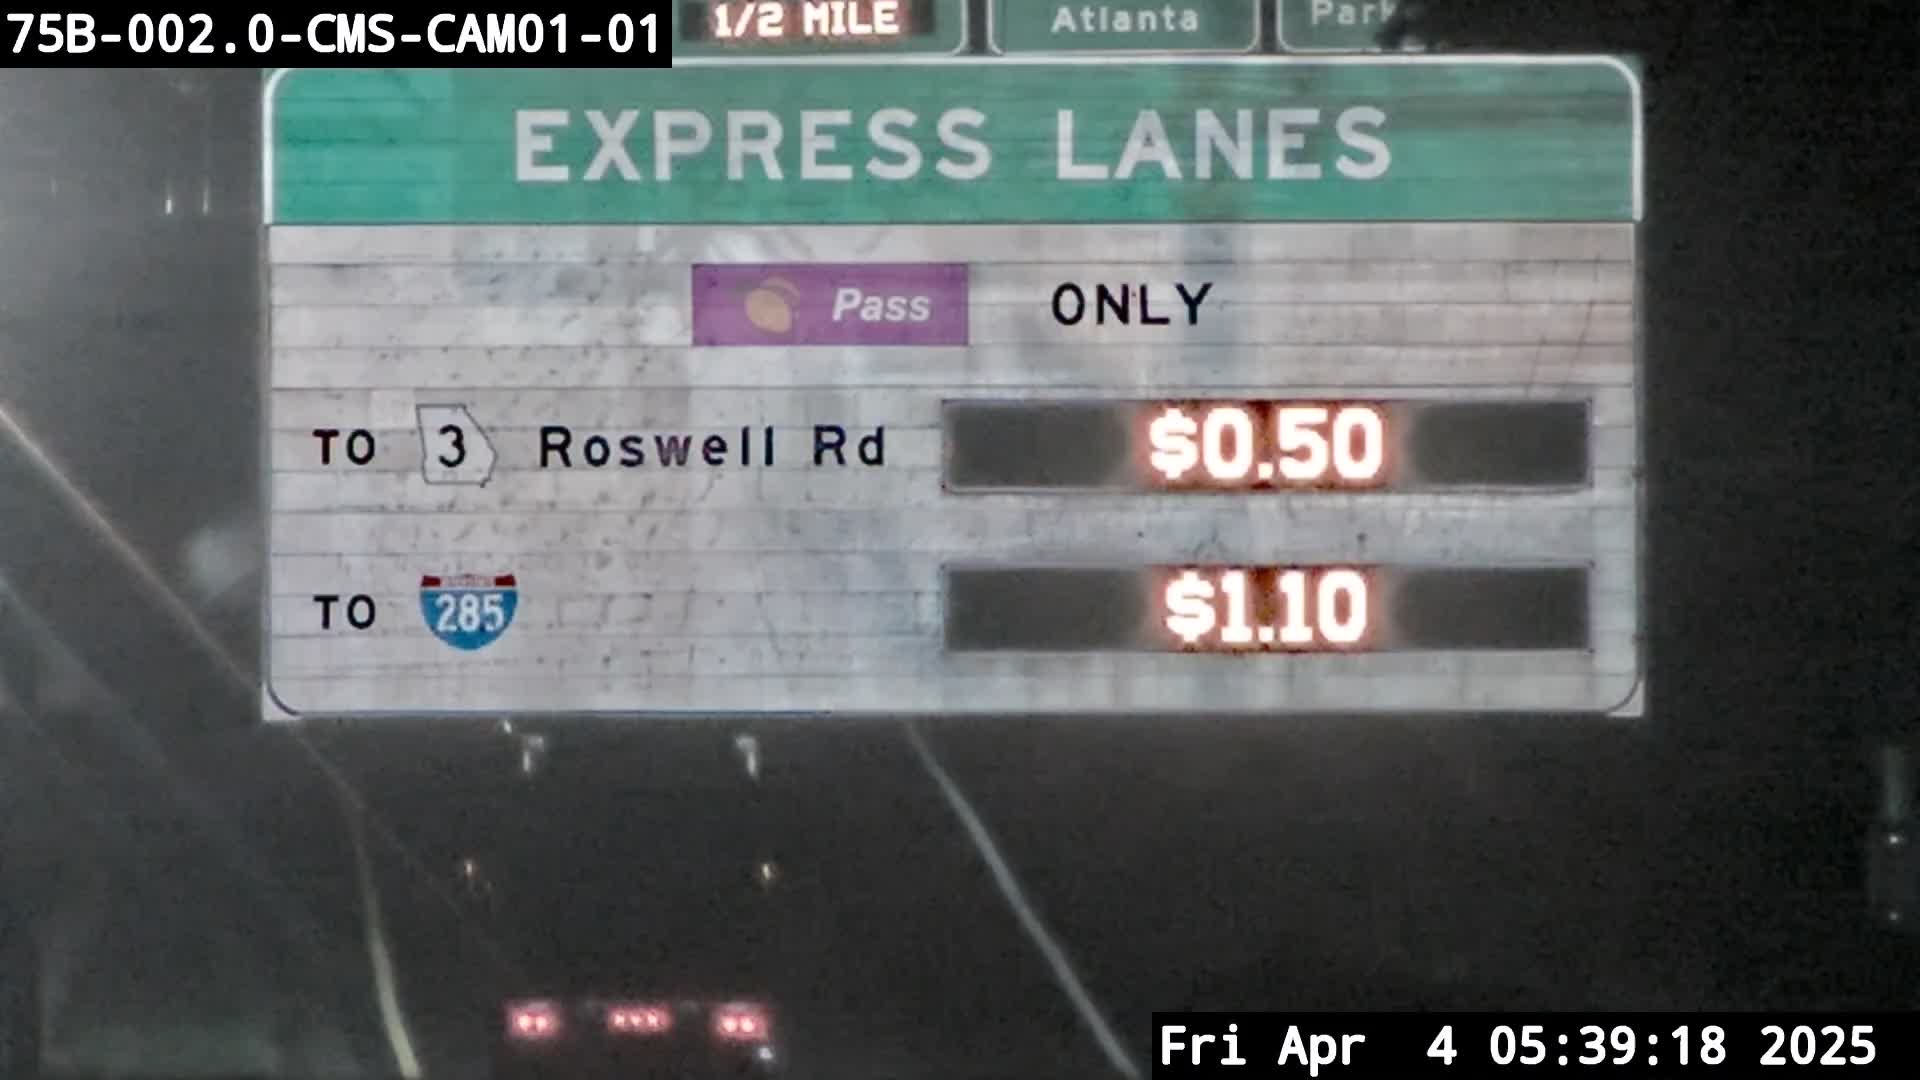 75B-002.0-CMS-CAM01-01
1/2 MILE
Atlanta
EXPRESS LANES
Pass ONLY
TO 3 Roswell Rd $0.50
TO 285 $1.10
Fri Apr 4 05:39:18 2025